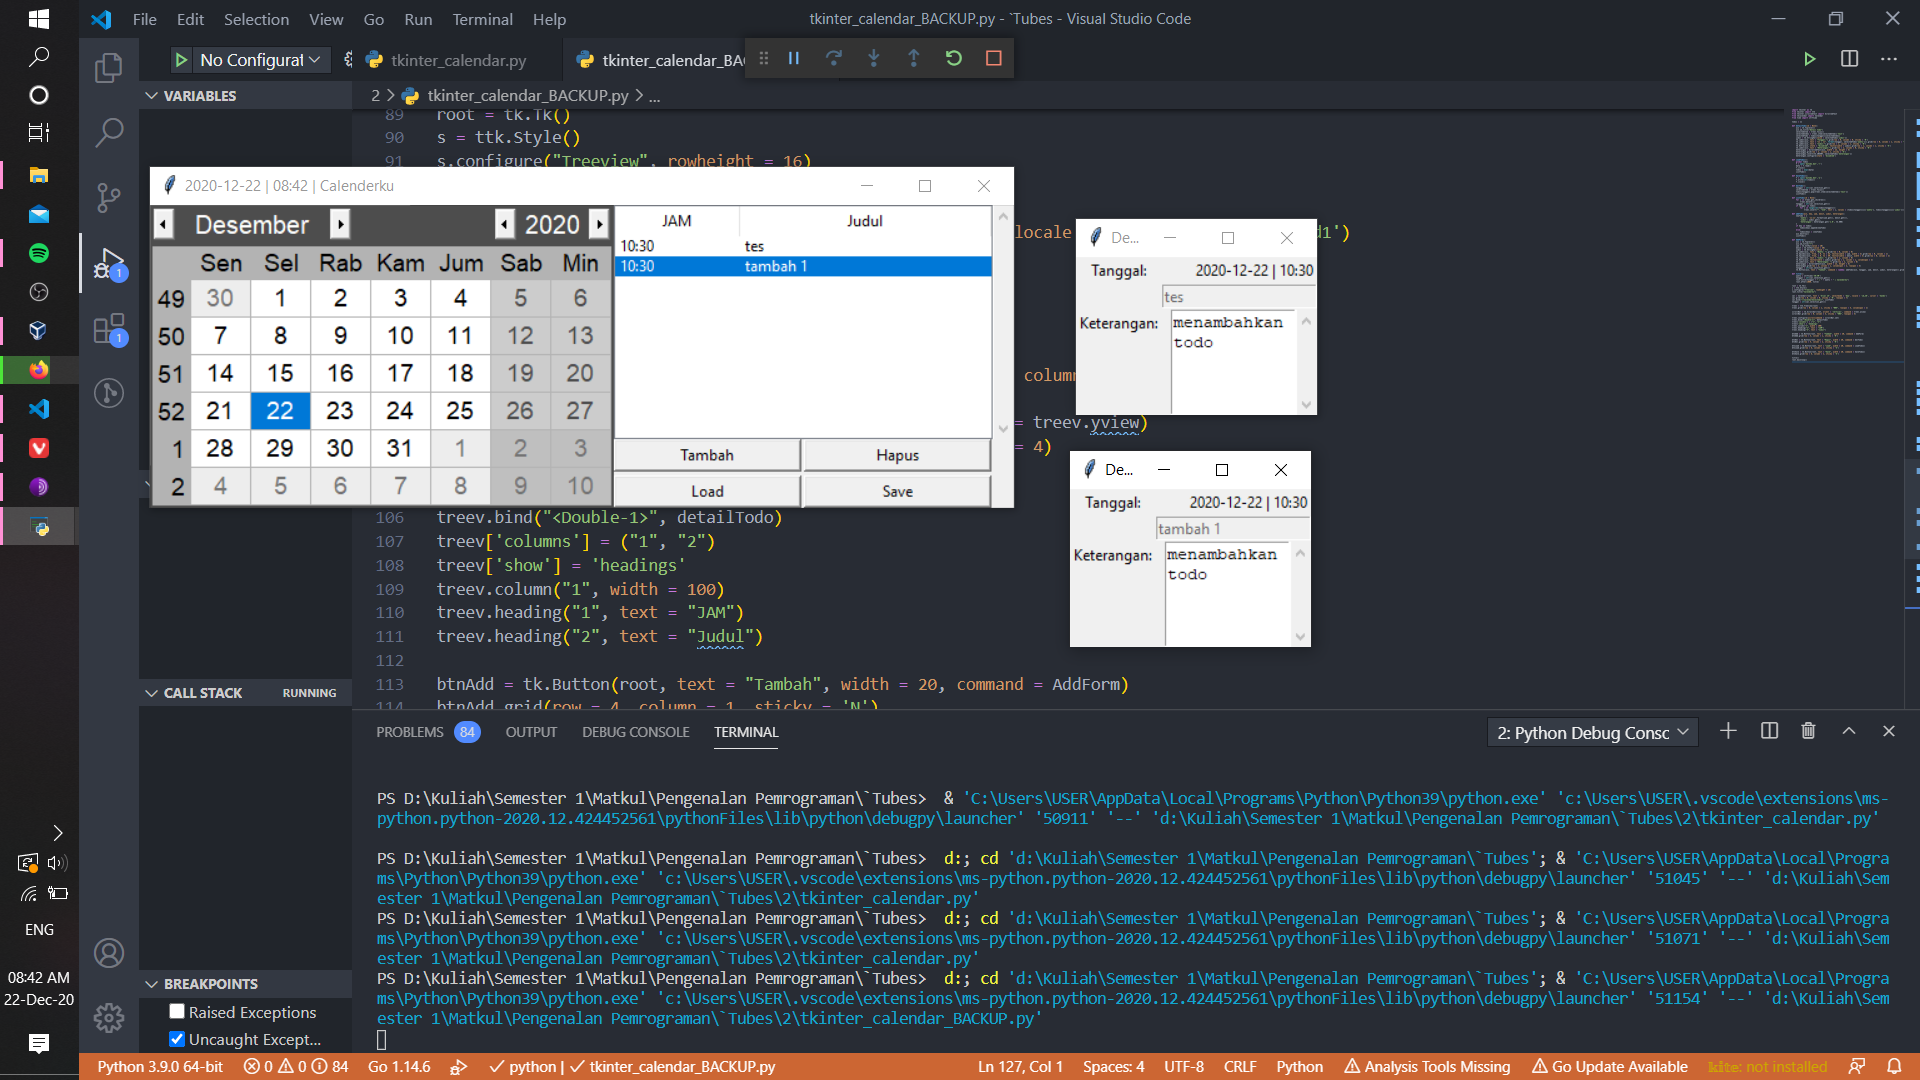 File Edit Selection View Go Run Terminal Help
tkinter_calendar_BACKUP.py - `Tubes - Visual Studio Code
No Configurat
tkinter_calendar.py
tkinter_calendar_BA
VARIABLES
2 > tkinter_calendar_BACKUP.py > ...
89 root = tk.Tk()
90 s = ttk.Style()
91 s.configure("Treeview", rowheight = 16)
2020-12-22 | 08:42 | Calenderku
Desember
2020
Sen Sel Rab Kam Jum Sab Min
49 30 1 2 3 4 5 6
50 7 8 9 10 11 12 13
51 14 15 16 17 18 19 20
52 21 22 23 24 25 26 27
1 28 29 30 31 1 2 3
2 4 5 6 7 8 9 10
JAM Judul
10:30 tes
10:30 tambah 1
Tambah Hapus
Load Save
locale
d1')
column
= treev.yview)
= 4)
De...
Tanggal: 2020-12-22 | 10:30
tes
Keterangan: menambahkan
todo
De...
Tanggal: 2020-12-22 | 10:30
tambah 1
Keterangan: menambahkan
todo
106 treev.bind("<Double-1>", detailTodo)
107 treev['columns'] = ("1", "2")
108 treev['show'] = 'headings'
109 treev.column("1", width = 100)
110 treev.heading("1", text = "JAM")
111 treev.heading("2", text = "Judul")
112
113 btnAdd = tk.Button(root, text = "Tambah", width = 20, command = AddForm)
114 btnAdd.grid(row = 4, column = 1, sticky = 'N')
CALL STACK RUNNING
PROBLEMS 84 OUTPUT DEBUG CONSOLE TERMINAL
2: Python Debug Consc
PS D:\Kuliah\Semester 1\Matkul\Pengenalan Pemrograman\`Tubes> & 'C:\Users\USER\AppData\Local\Programs\Python\Python39\python.exe' 'c:\Users\USER\.vscode\extensions\ms-
python.python-2020.12.424452561\pythonFiles\lib\python\debugpy\launcher' '50911' '--' 'd:\Kuliah\Semester 1\Matkul\Pengenalan Pemrograman\`Tubes\2\tkinter_calendar.py'
PS D:\Kuliah\Semester 1\Matkul\Pengenalan Pemrograman\`Tubes> d:; cd 'd:\Kuliah\Semester 1\Matkul\Pengenalan Pemrograman\`Tubes'; & 'C:\Users\USER\AppData\Local\Progra
ms\Python\Python39\python.exe' 'c:\Users\USER\.vscode\extensions\ms-python.python-2020.12.424452561\pythonFiles\lib\python\debugpy\launcher' '51045' '--' 'd:\Kuliah\Sem
ester 1\Matkul\Pengenalan Pemrograman\`Tubes\2\tkinter_calendar.py'
PS D:\Kuliah\Semester 1\Matkul\Pengenalan Pemrograman\`Tubes> d:; cd 'd:\Kuliah\Semester 1\Matkul\Pengenalan Pemrograman\`Tubes'; & 'C:\Users\USER\AppData\Local\Progra
ms\Python\Python39\python.exe' 'c:\Users\USER\.vscode\extensions\ms-python.python-2020.12.424452561\pythonFiles\lib\python\debugpy\launcher' '51071' '--' 'd:\Kuliah\Sem
ester 1\Matkul\Pengenalan Pemrograman\`Tubes\2\tkinter_calendar.py'
PS D:\Kuliah\Semester 1\Matkul\Pengenalan Pemrograman\`Tubes> d:; cd 'd:\Kuliah\Semester 1\Matkul\Pengenalan Pemrograman\`Tubes'; & 'C:\Users\USER\AppData\Local\Progra
ms\Python\Python39\python.exe' 'c:\Users\USER\.vscode\extensions\ms-python.python-2020.12.424452561\pythonFiles\lib\python\debugpy\launcher' '51154' '--' 'd:\Kuliah\Sem
ester 1\Matkul\Pengenalan Pemrograman\`Tubes\2\tkinter_calendar_BACKUP.py'
BREAKPOINTS
Raised Exceptions
Uncaught Except...
1
1
ENG
08:42 AM
22-Dec-20
Python 3.9.0 64-bit 0 0 84 Go 1.14.6 python | tkinter_calendar_BACKUP.py Ln 127, Col 1 Spaces: 4 UTF-8 CRLF Python Analysis Tools Missing Go Update Available kite: not installed